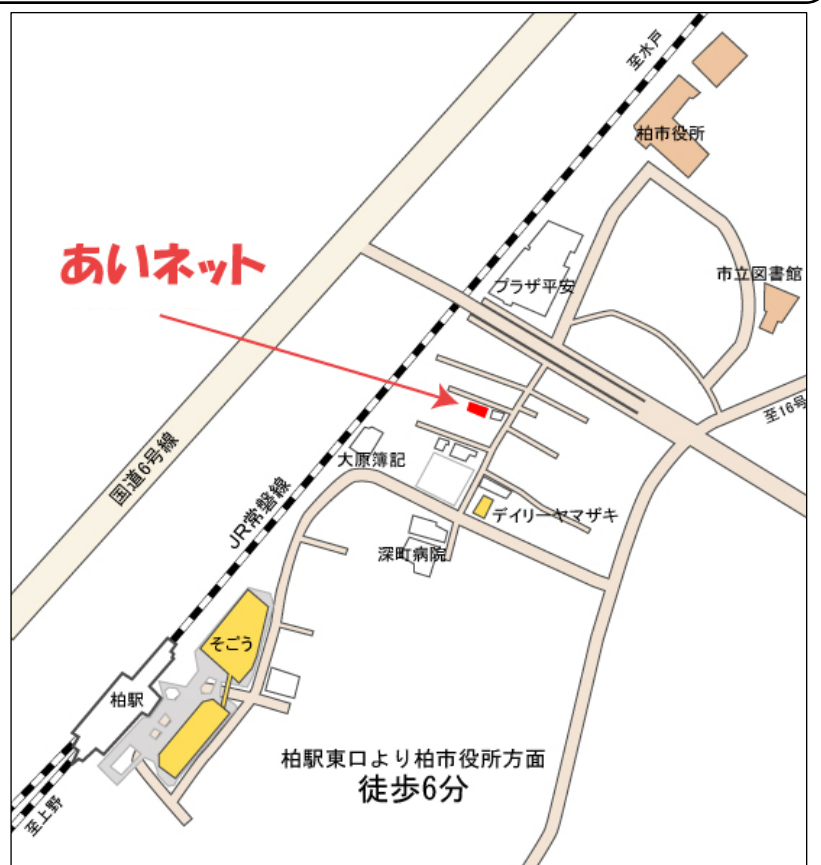 至水戸
柏市役所
あいネット
プラザ平安
市立図書館
至16号
国道6号線
大原簿記
JR常磐線
デイリーヤマザキ
深町病院
そごう
柏駅
柏駅東口より柏市役所方面
徒歩6分
至上野